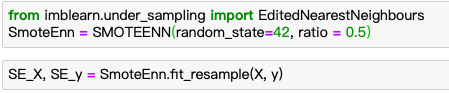 from imblearn.under_sampling import EditedNearestNeighbours
SmoteEnn = SMOTEENN(random_state=42, ratio = 0.5)
SE_X, SE_y = SmoteEnn.fit_resample(X, y)